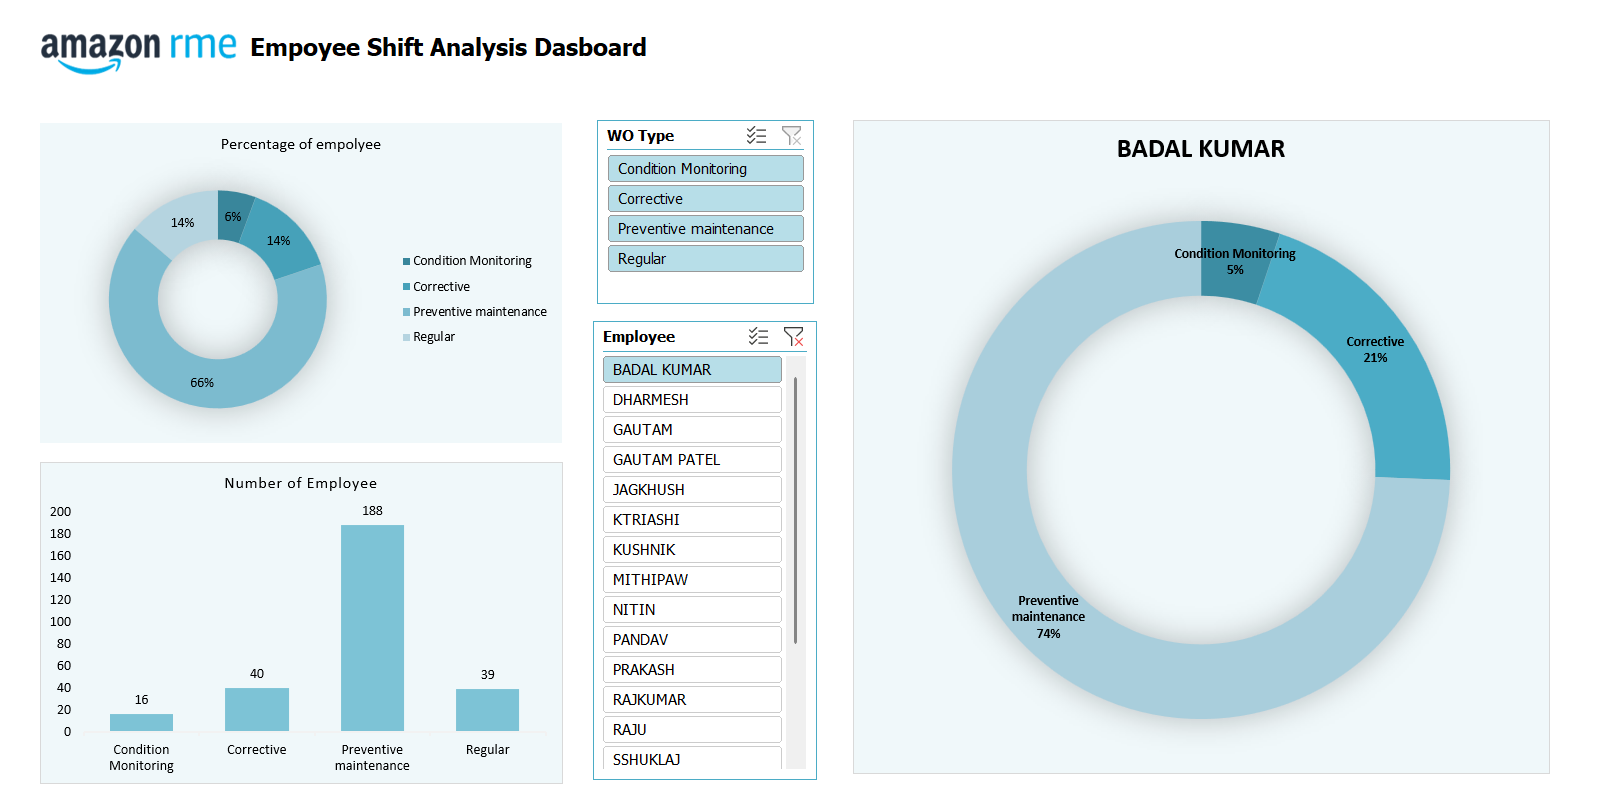 amazon rme Empoyee Shift Analysis Dasboard
Percentage of empolyee
6%
14%
66%
14%
Condition Monitoring
Corrective
Preventive maintenance
Regular
Number of Employee
200
180
160
140
120
100
80
60
40
20
0
16
40
188
39
Condition
Monitoring
Corrective
Preventive
maintenance
Regular
WO Type
Condition Monitoring
Corrective
Preventive maintenance
Regular
Employee
BADAL KUMAR
DHARMESH
GAUTAM
GAUTAM PATEL
JAGKHUSH
KTRIASHI
KUSHNIK
MITHIPAW
NITIN
PANDAV
PRAKASH
RAJKUMAR
RAJU
SSHUKLAJ
BADAL KUMAR
Condition Monitoring
5%
Corrective
21%
Preventive
maintenance
74%